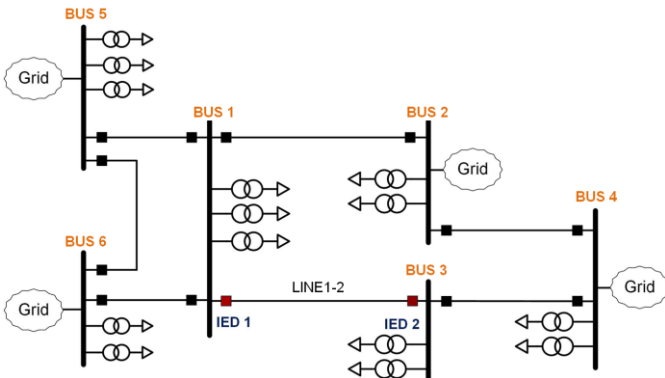 BUS 5
Grid
BUS 1
BUS 2
Grid
BUS 4
BUS 6
BUS 3
Grid
LINE1-2
Grid
IED 1
IED 2